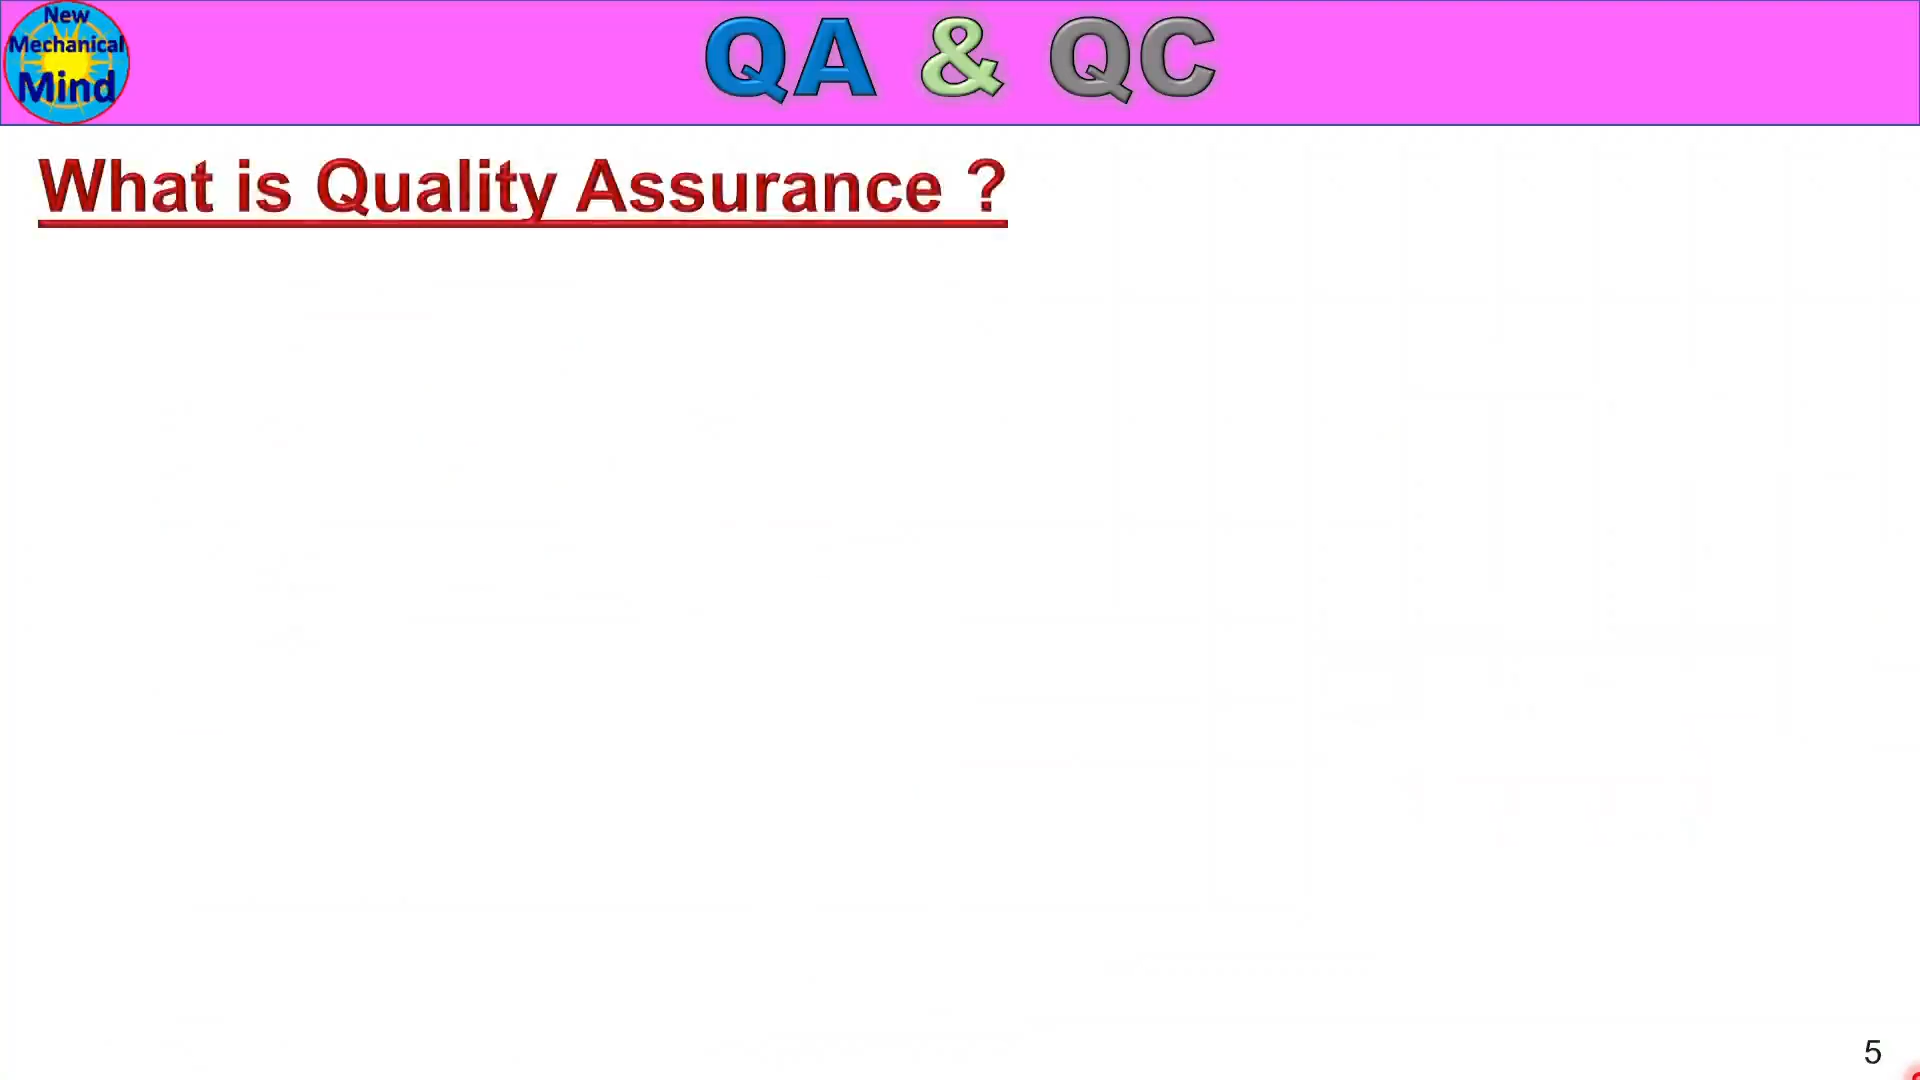 New
Mechanical
Mind
QA & QC
What is Quality Assurance ?
5